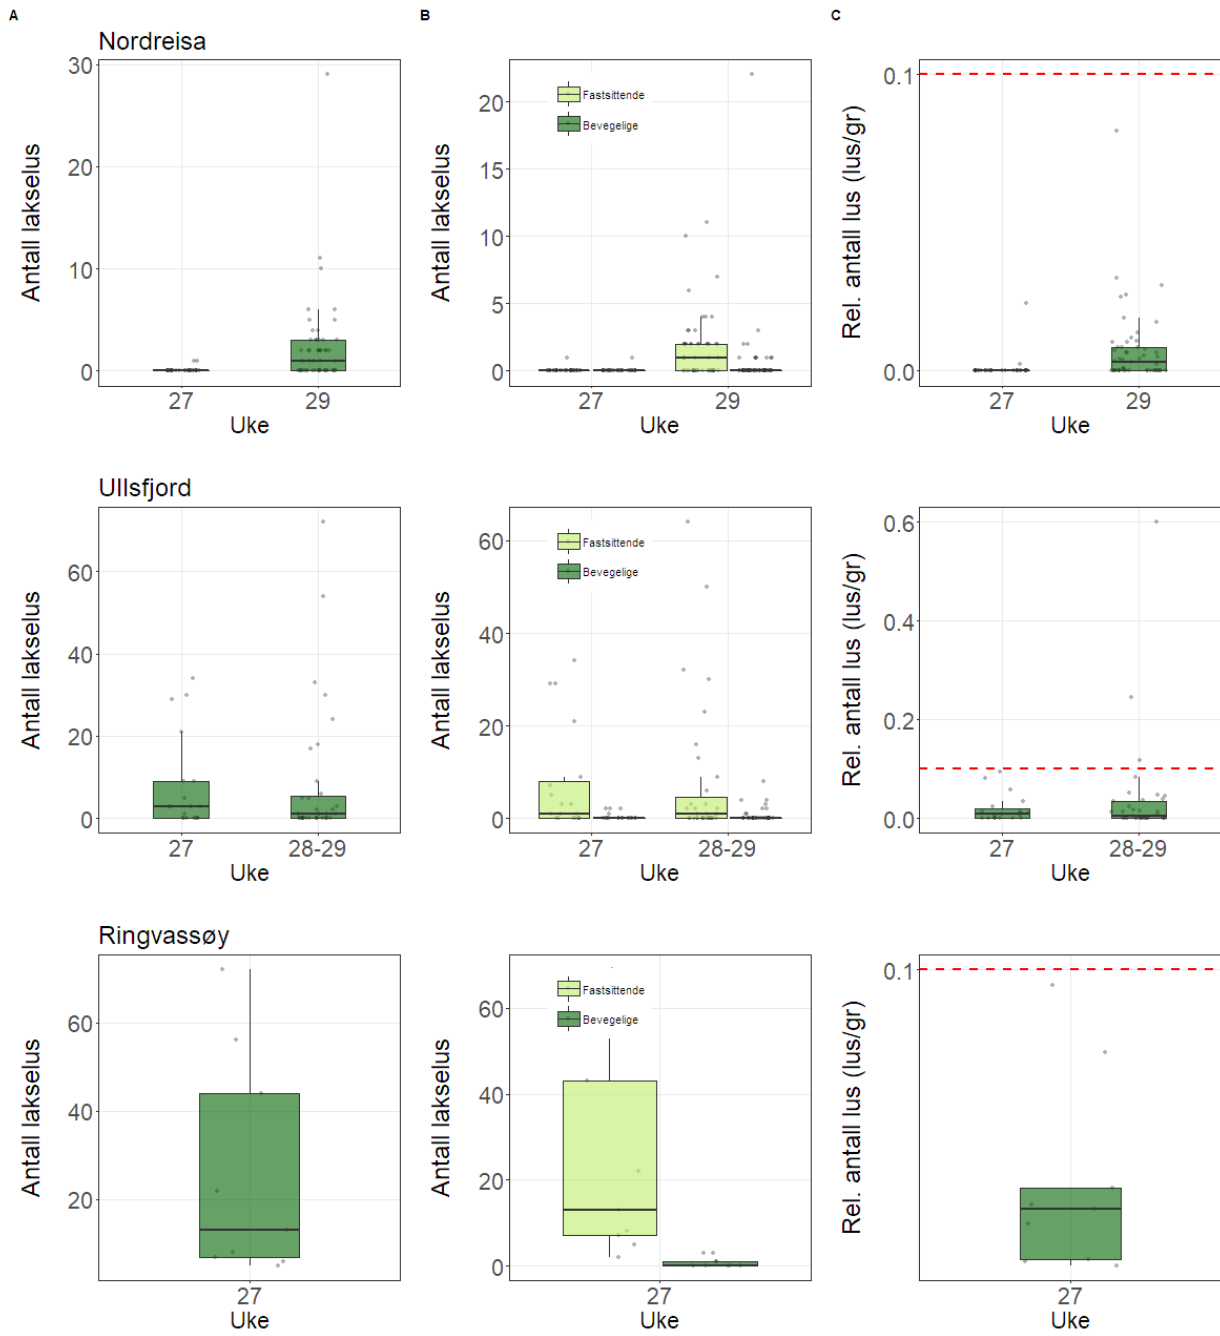 A
B
C
Nordreisa
30
20
10
0
Antall lakselus
27
29
Uke
20
15
10
5
0
Antall lakselus
Fastsittende
Bevegelige
27
29
Uke
0.1
0.0
Rel. antall lus (lus/gr)
27
29
Uke
Ullsfjord
60
40
20
0
Antall lakselus
27
28-29
Uke
60
40
20
0
Antall lakselus
Fastsittende
Bevegelige
27
28-29
Uke
0.6
0.4
0.2
0.0
Rel. antall lus (lus/gr)
27
28-29
Uke
Ringvassøy
60
40
20
Antall lakselus
27
Uke
60
40
20
0
Antall lakselus
Fastsittende
Bevegelige
27
Uke
0.1
Rel. antall lus (lus/gr)
27
Uke